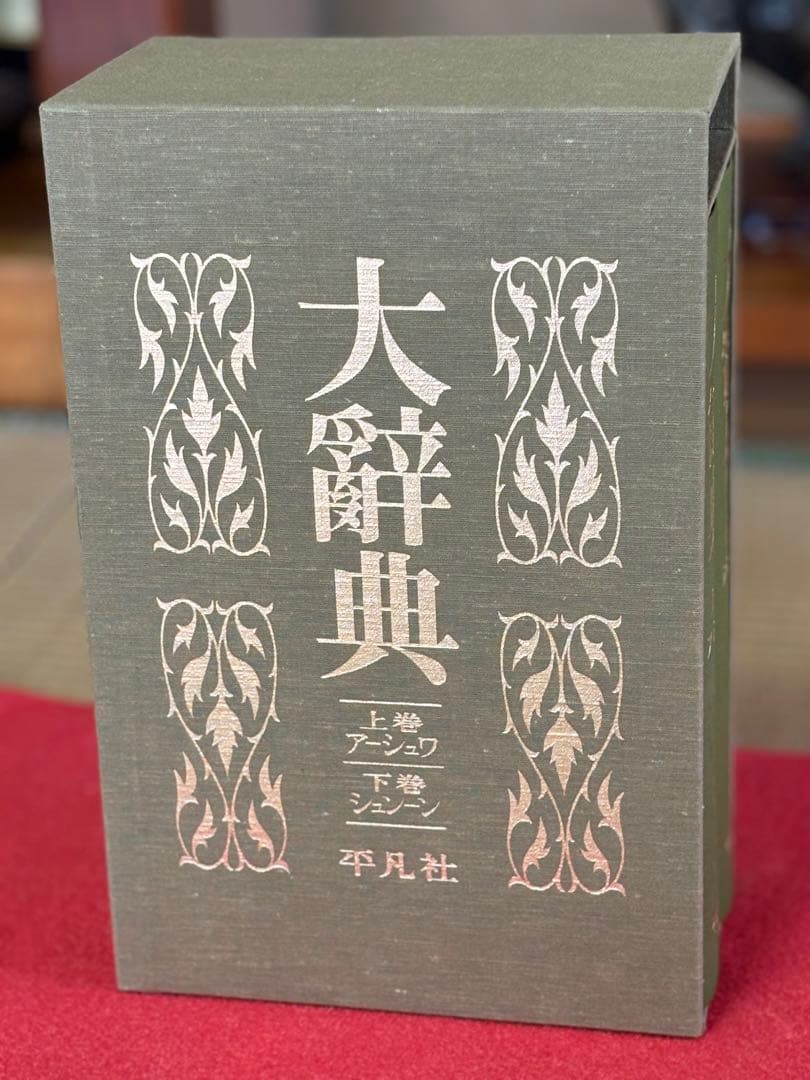 大辭典
上巻
アーシュワ
下巻
シュンーン
平凡社